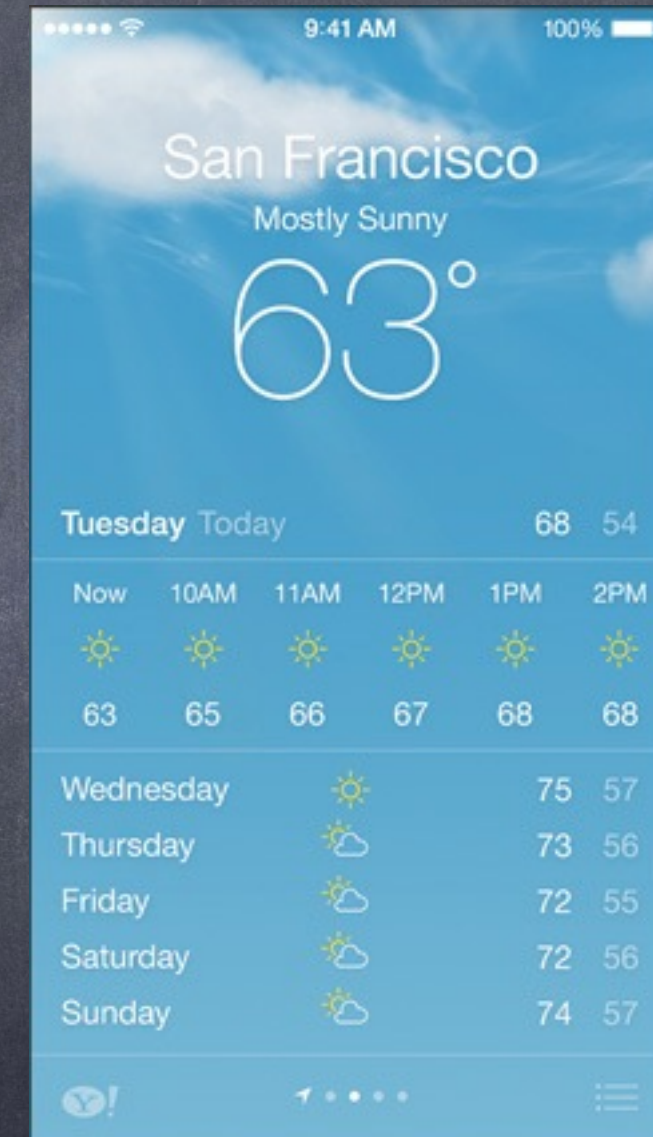 9:41 AM 100%
San Francisco
Mostly Sunny
63°
Tuesday Today 68 54
Now 10AM 11AM 12PM 1PM 2PM
63 65 66 67 68 68
Wednesday 75 57
Thursday 73 56
Friday 72 55
Saturday 72 56
Sunday 74 57
Y!